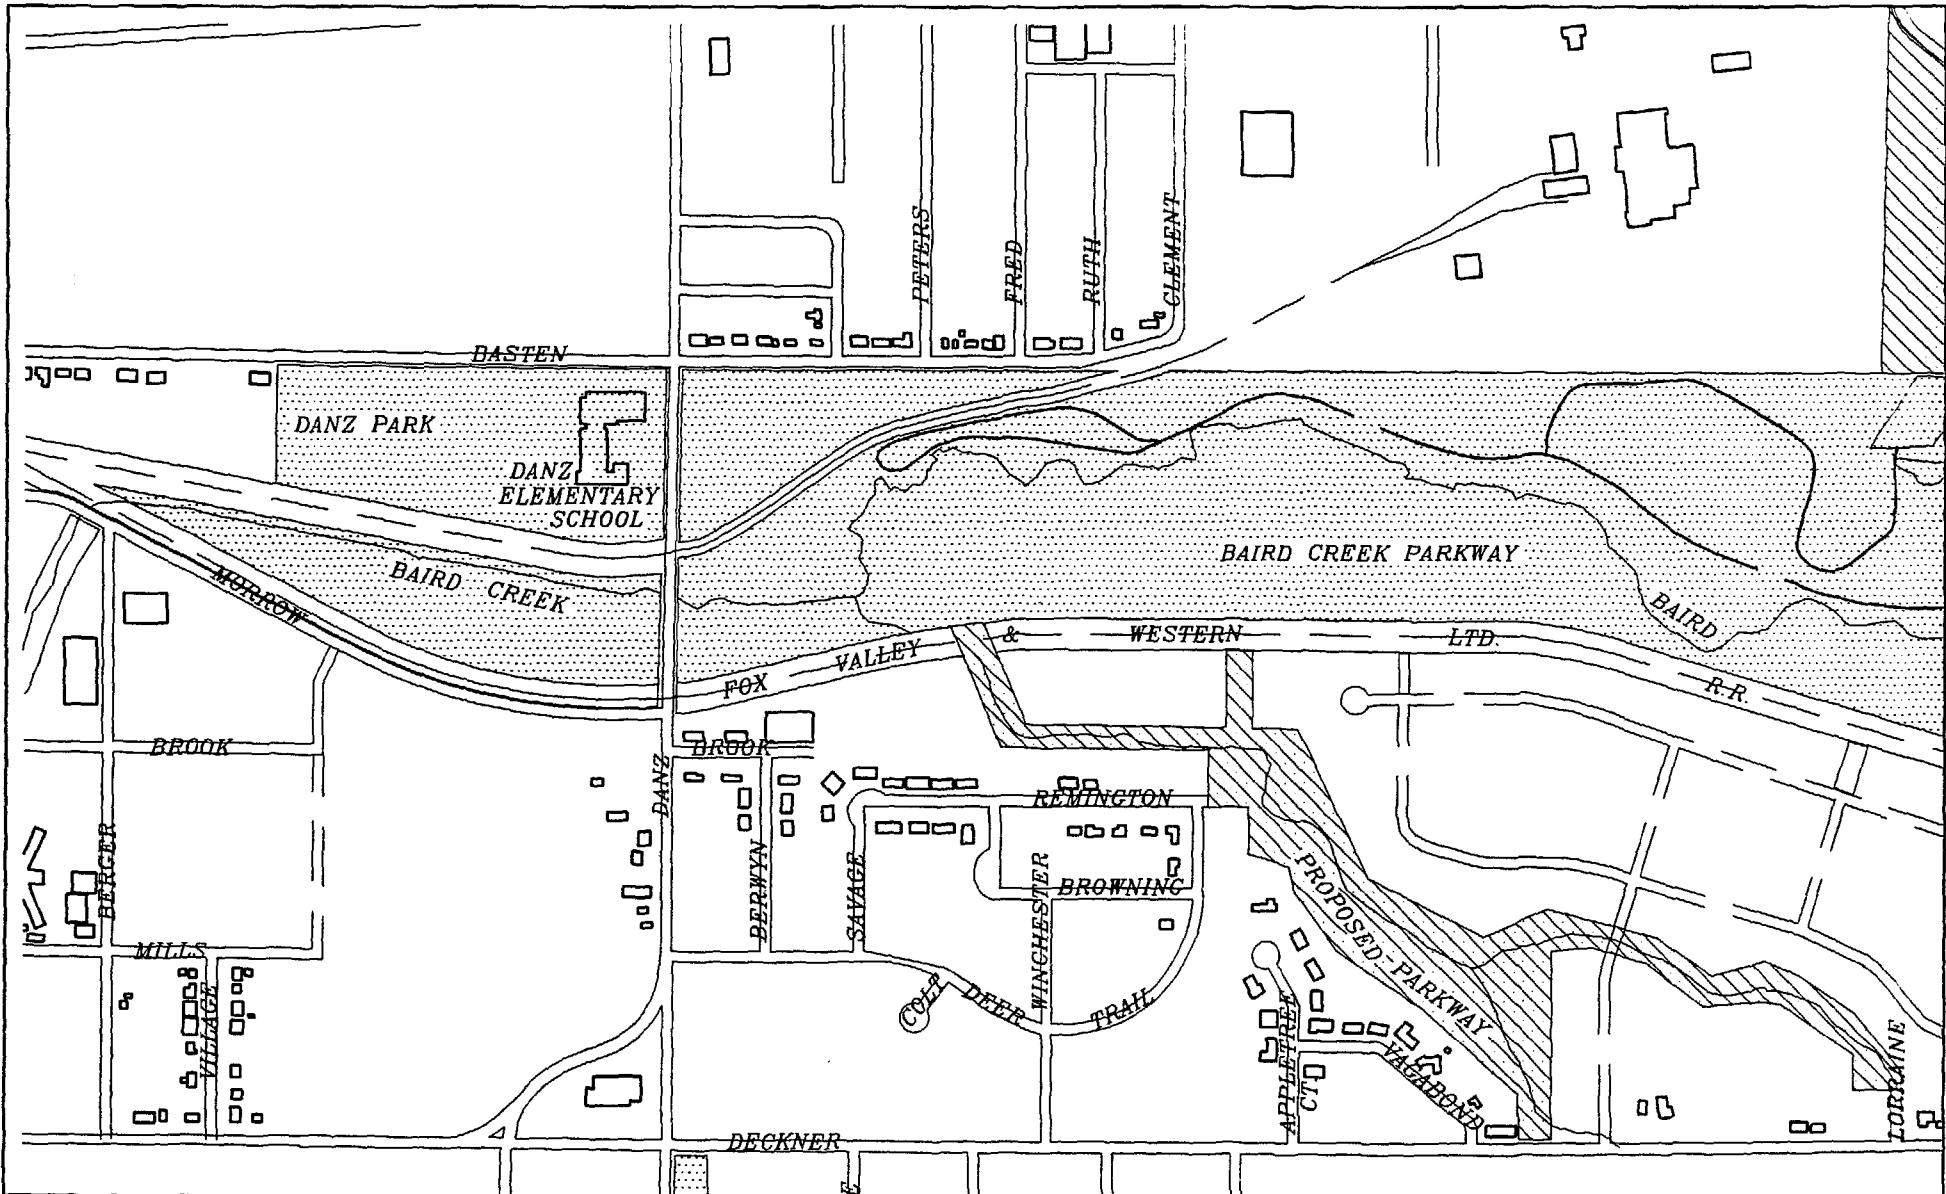 PETERS
FRED
RUTH
CLEMENT
BASTEN
DANZ PARK
DANZ
ELEMENTARY
SCHOOL
BAIRD CREEK
MORROW
BAIRD CREEK PARKWAY
BAIRD
FOX VALLEY & WESTERN LTD. R.R.
BROOK
BROOK
DANZ
REMINGTON
BERGER
BERWYN
SAVAGE
WINCHESTER
BROWNING
PROPOSED PARKWAY
MILLS
VILLAGE
COLT
DEER TRAIL
APPLETREE
CT.
VAGABOND
LORRAINE
DECKNER
E